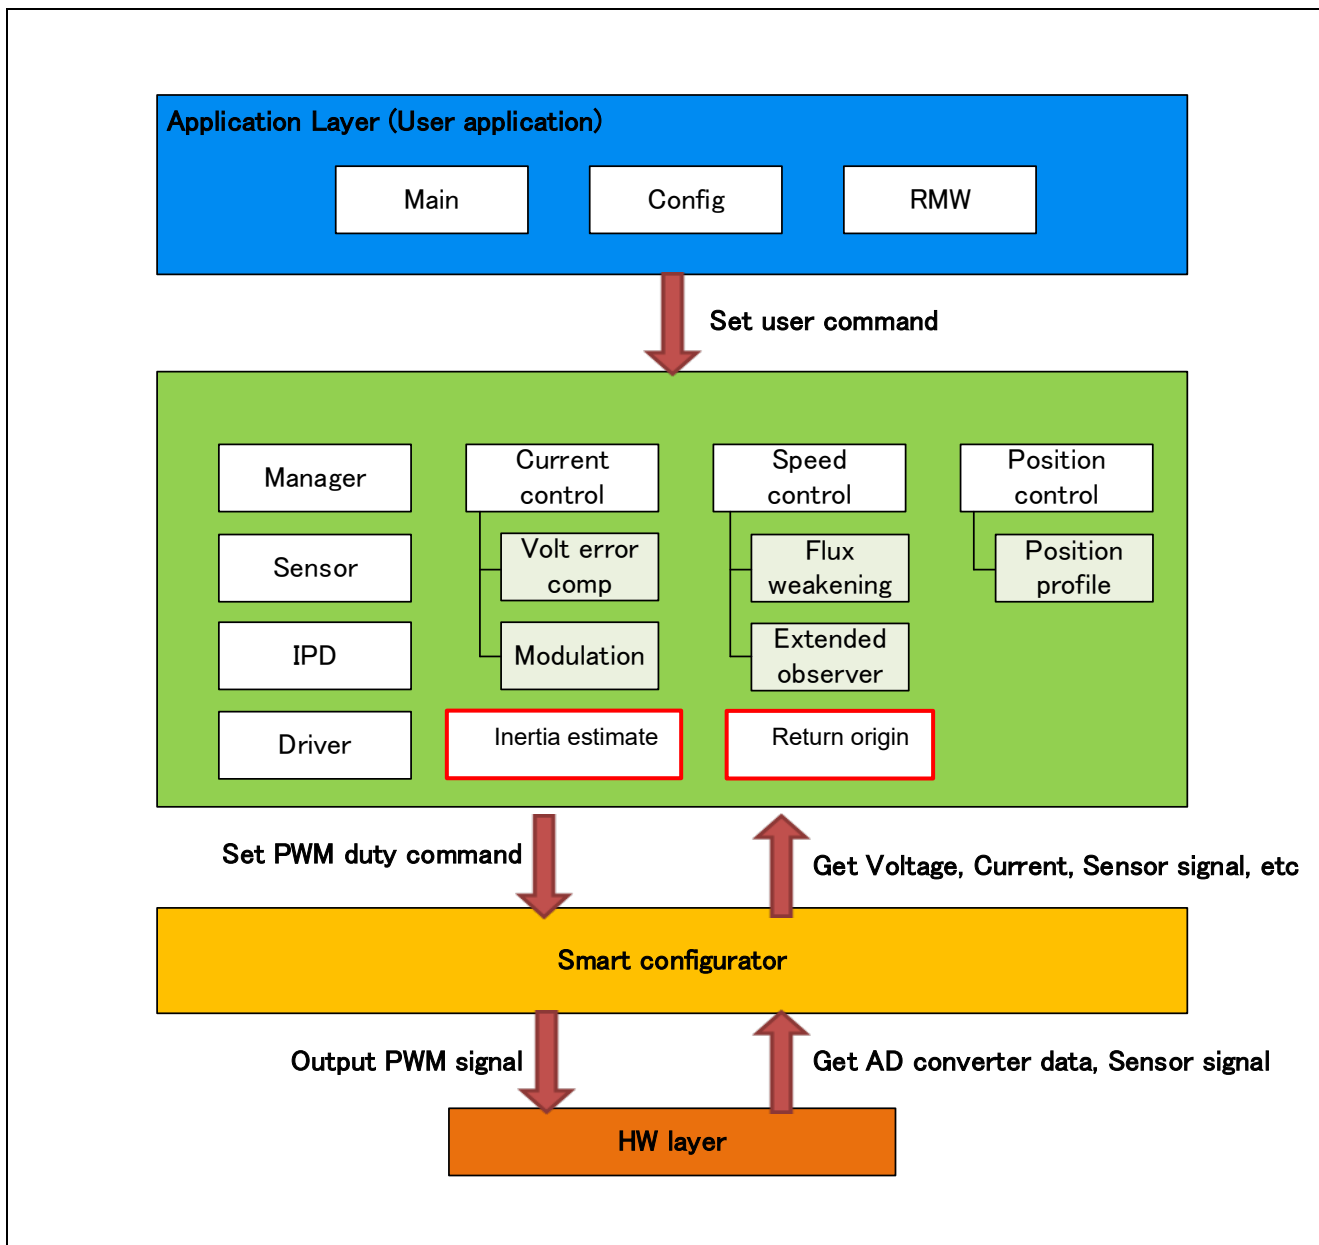 Application Layer (User application)
Main
Config
RMW
Set user command
Manager
Current
control
Speed
control
Position
control
Sensor
Volt error
comp
Flux
weakening
Position
profile
IPD
Modulation
Extended
observer
Driver
Inertia estimate
Return origin
Set PWM duty command
Get Voltage, Current, Sensor signal, etc
Smart configurator
Output PWM signal
Get AD converter data, Sensor signal
HW layer